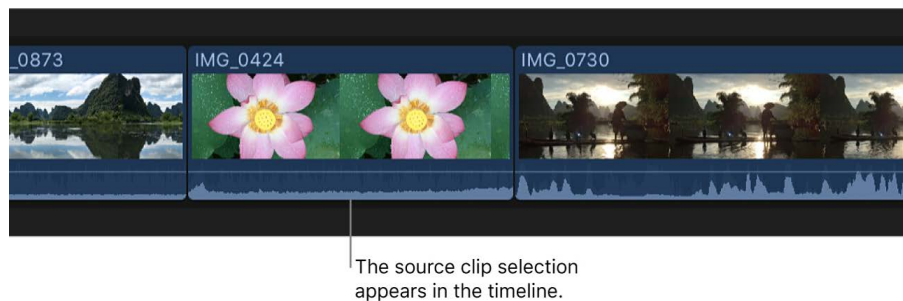 _0873
IMG_0424
IMG_0730
The source clip selection
appears in the timeline.